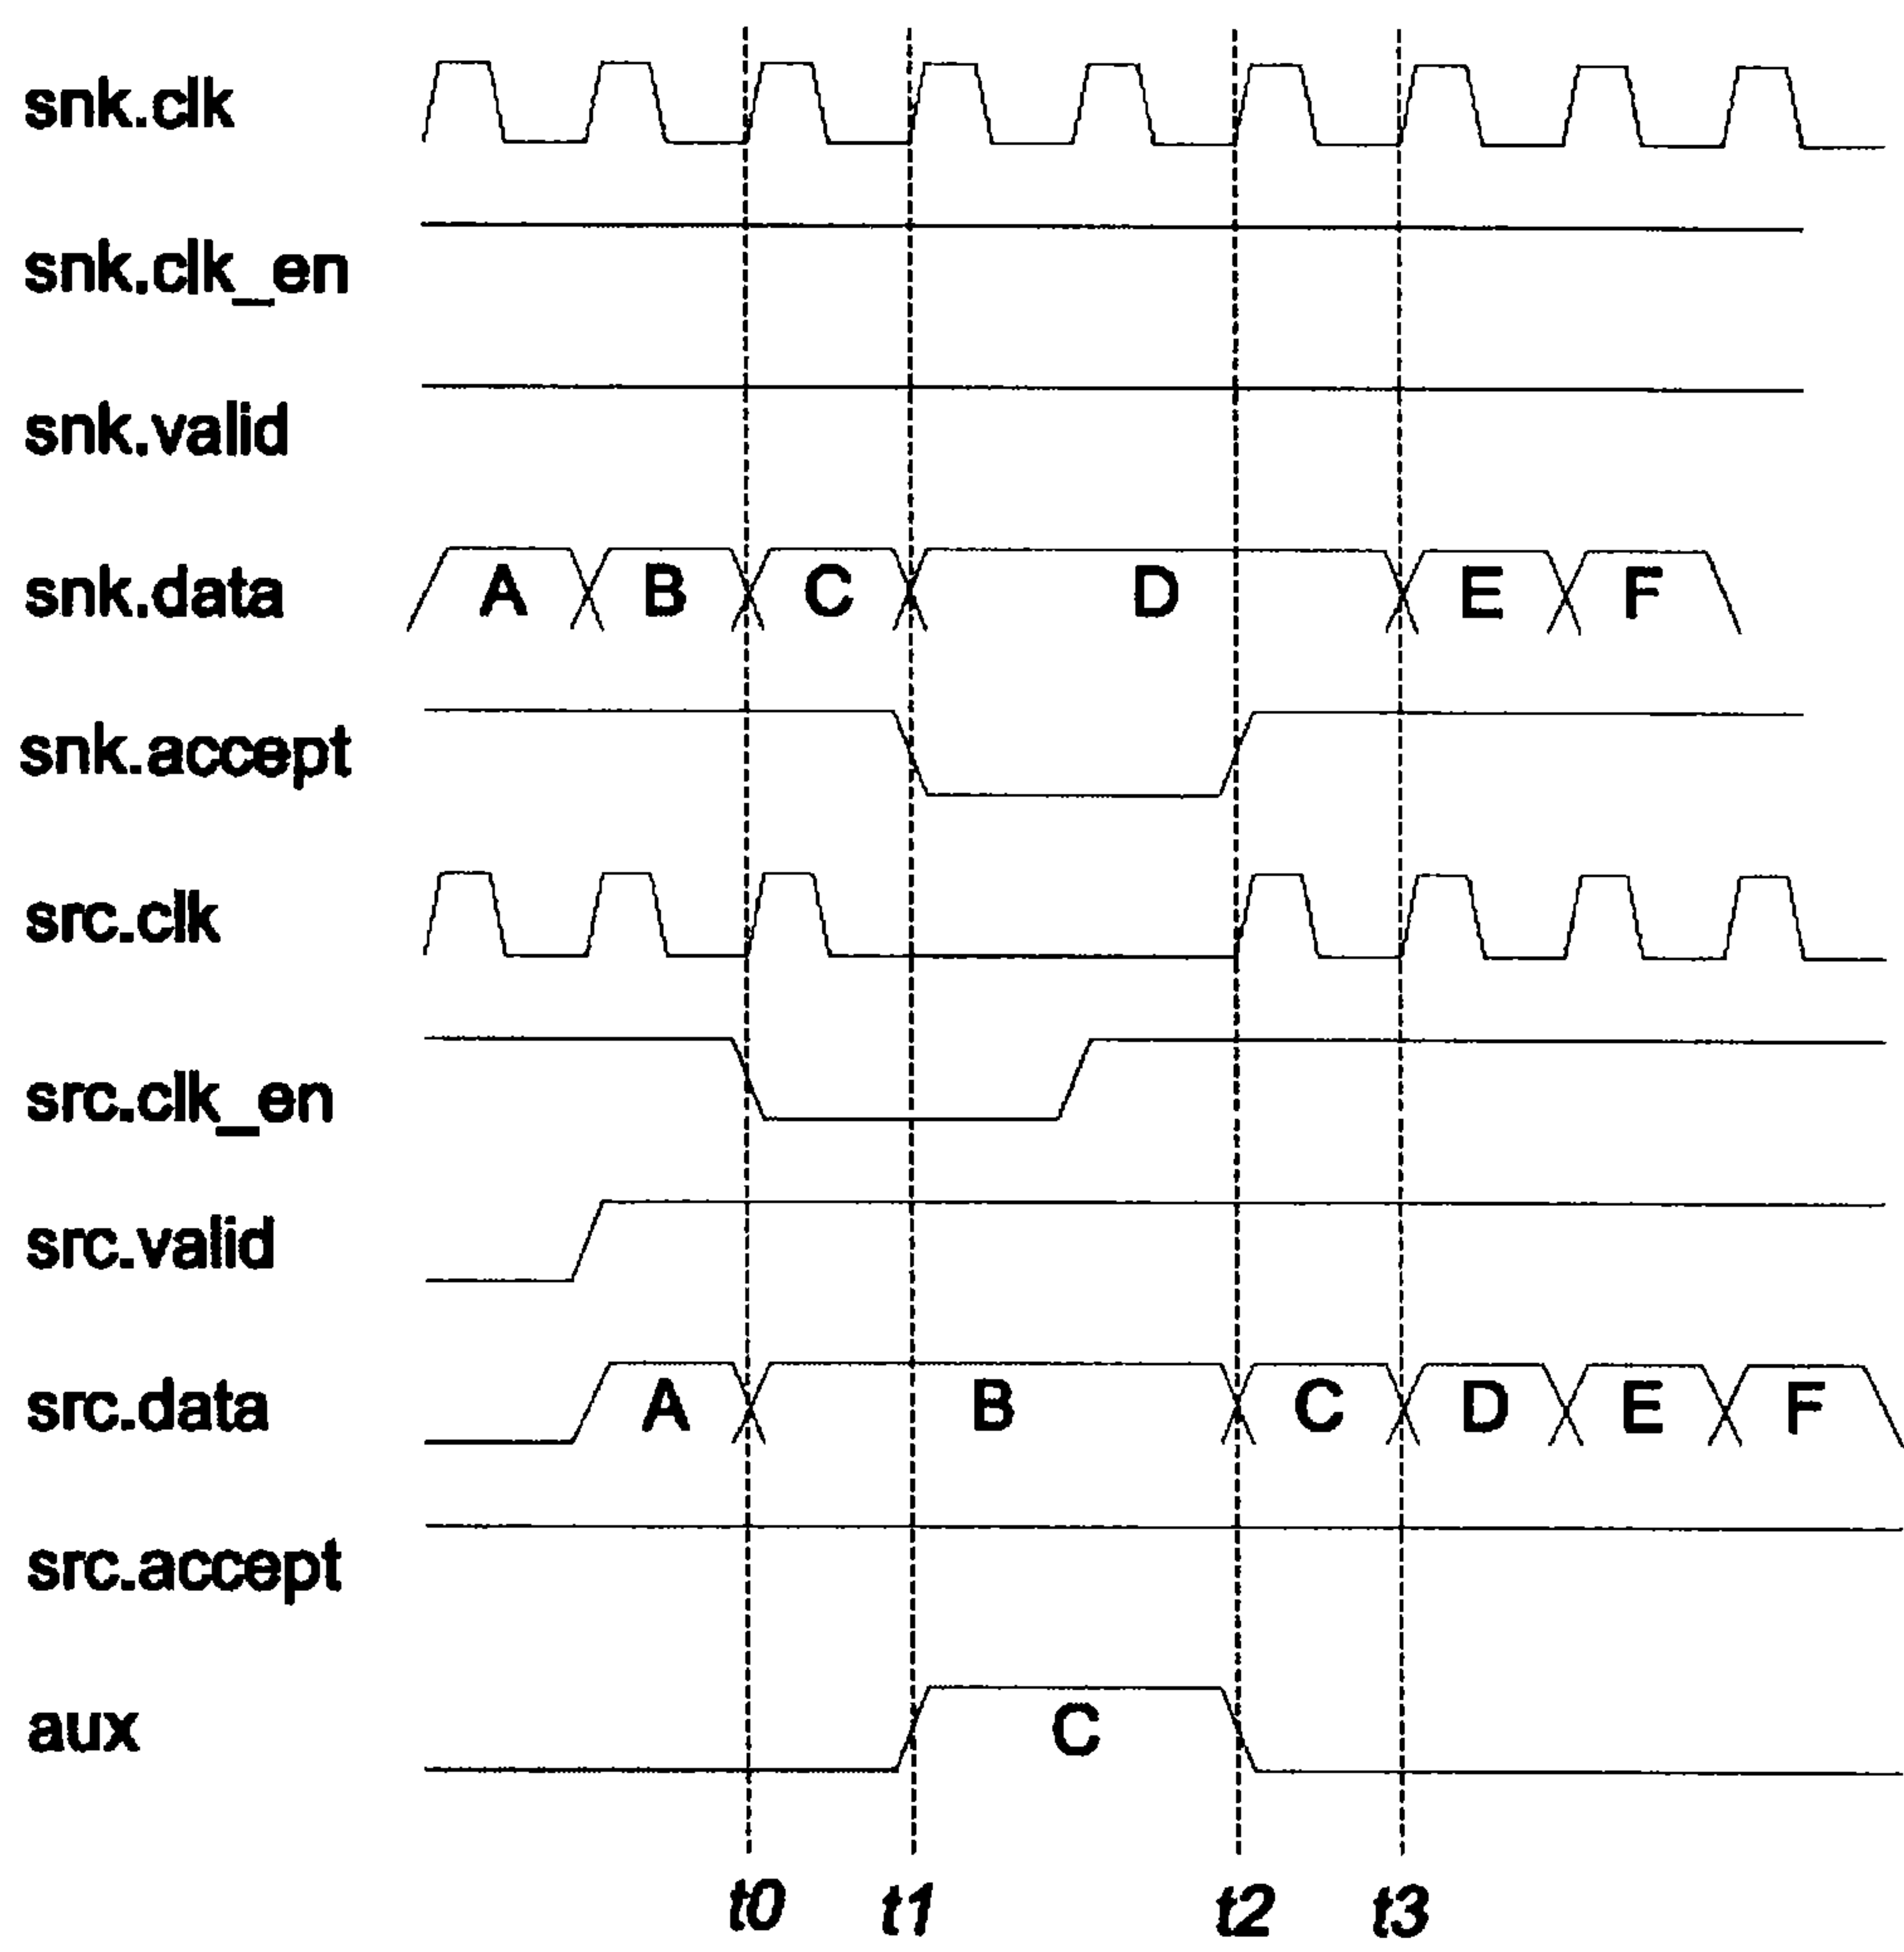 snk.clk
snk.clk_en
snk.valid
snk.data A B C D E F
snk.accept
src.clk
src.clk_en
src.valid
src.data A B C D E F
src.accept
aux C
t0 t1 t2 t3